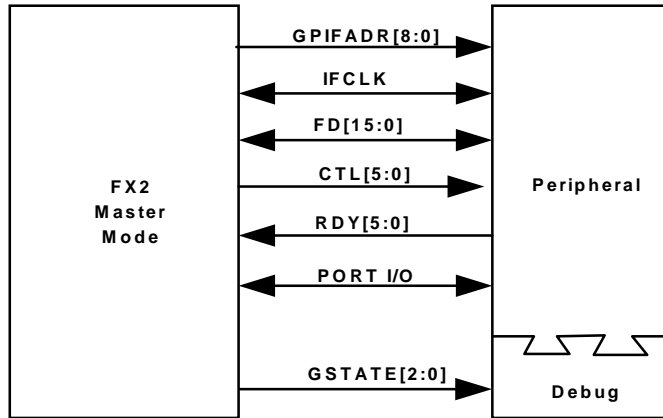 GPIFADR[8:0]
IFCLK
FD[15:0]
CTL[5:0]
RDY[5:0]
PORT I/O
GSTATE[2:0]
FX2
Master
Mode
Peripheral
Debug